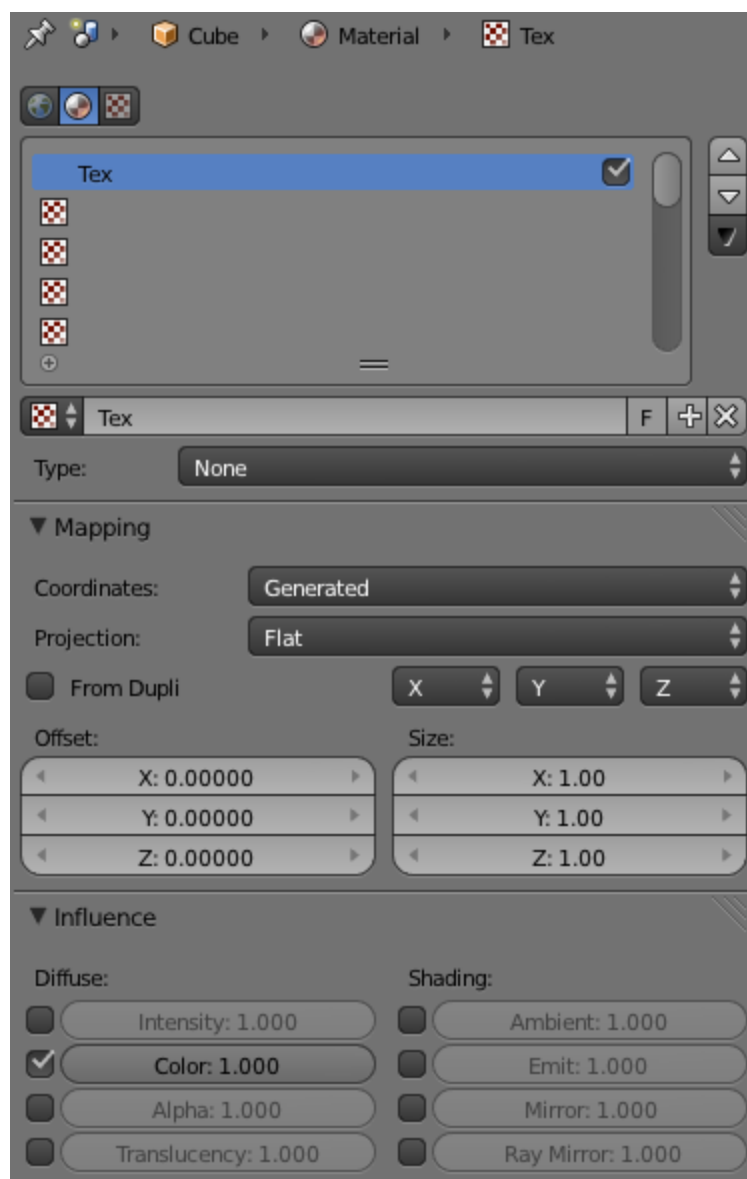 Cube Material Tex
Tex
Tex F
Type: None
Mapping
Coordinates: Generated
Projection: Flat
From Dupli X Y Z
Offset: Size:
X: 0.00000 X: 1.00
Y: 0.00000 Y: 1.00
Z: 0.00000 Z: 1.00
Influence
Diffuse: Shading:
Intensity: 1.000 Ambient: 1.000
Color: 1.000 Emit: 1.000
Alpha: 1.000 Mirror: 1.000
Translucency: 1.000 Ray Mirror: 1.000